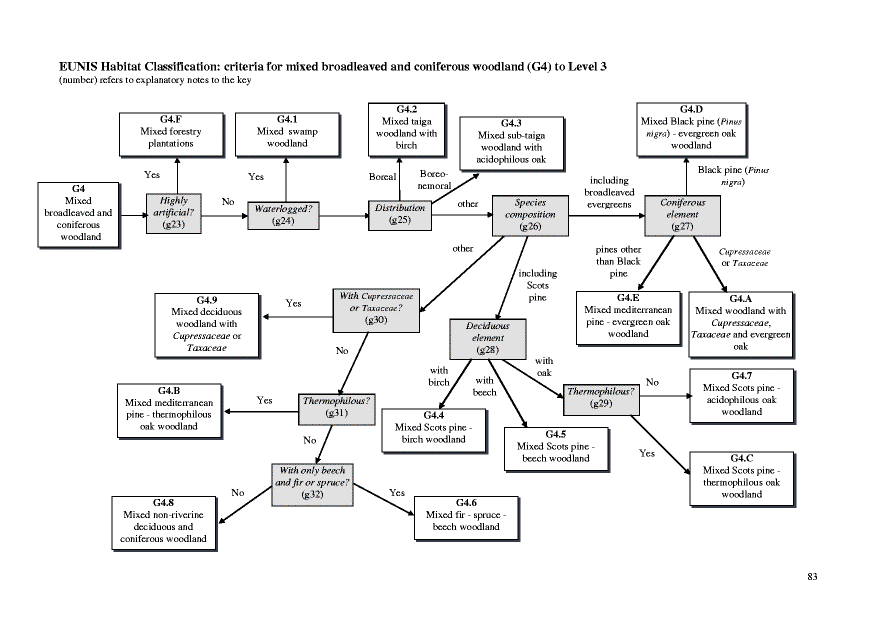 EUNIS Habitat Classification: criteria for mixed broadleaved and coniferous woodland (G4) to Level 3
(number) refers to explanatory notes to the key
G4.F
Mixed forestry
plantations
G4.1
Mixed swamp
woodland
G4.2
Mixed taiga
woodland with
birch
G4.3
Mixed sub-taiga
woodland with
acidophilous oak
G4.D
Mixed Black pine (Pinus
nigra) - evergreen oak
woodland
Yes
Yes
Boreal
Boreo-
nemoral
including
broadleaved
evergreens
Black pine (Pinus
nigra)
G4
Mixed
broadleaved and
coniferous
woodland
Highly
artificial?
(g23)
No
Waterlogged?
(g24)
Distribution
(g25)
other
Species
composition
(g26)
Coniferous
element
(g27)
other
including
Scots
pine
pines other
than Black
pine
Cupressaceae
or Taxaceae
G4.9
Mixed deciduous
woodland with
Cupressaceae or
Taxaceae
Yes
With Cupressaceae
or Taxaceae?
(g30)
G4.E
Mixed mediterranean
pine - evergreen oak
woodland
G4.A
Mixed woodland with
Cupressaceae,
Taxaceae and evergreen
oak
Deciduous
element
(g28)
No
with
birch
with
beech
with
oak
Thermophilous?
(g29)
No
G4.7
Mixed Scots pine -
acidophilous oak
woodland
G4.B
Mixed mediterranean
pine - thermophilous
oak woodland
Yes
Thermophilous?
(g31)
G4.4
Mixed Scots pine -
birch woodland
G4.5
Mixed Scots pine -
beech woodland
Yes
G4.C
Mixed Scots pine -
thermophilous oak
woodland
No
With only beech
and fir or spruce?
(g32)
No
Yes
G4.8
Mixed non-riverine
deciduous and
coniferous woodland
G4.6
Mixed fir - spruce -
beech woodland
83